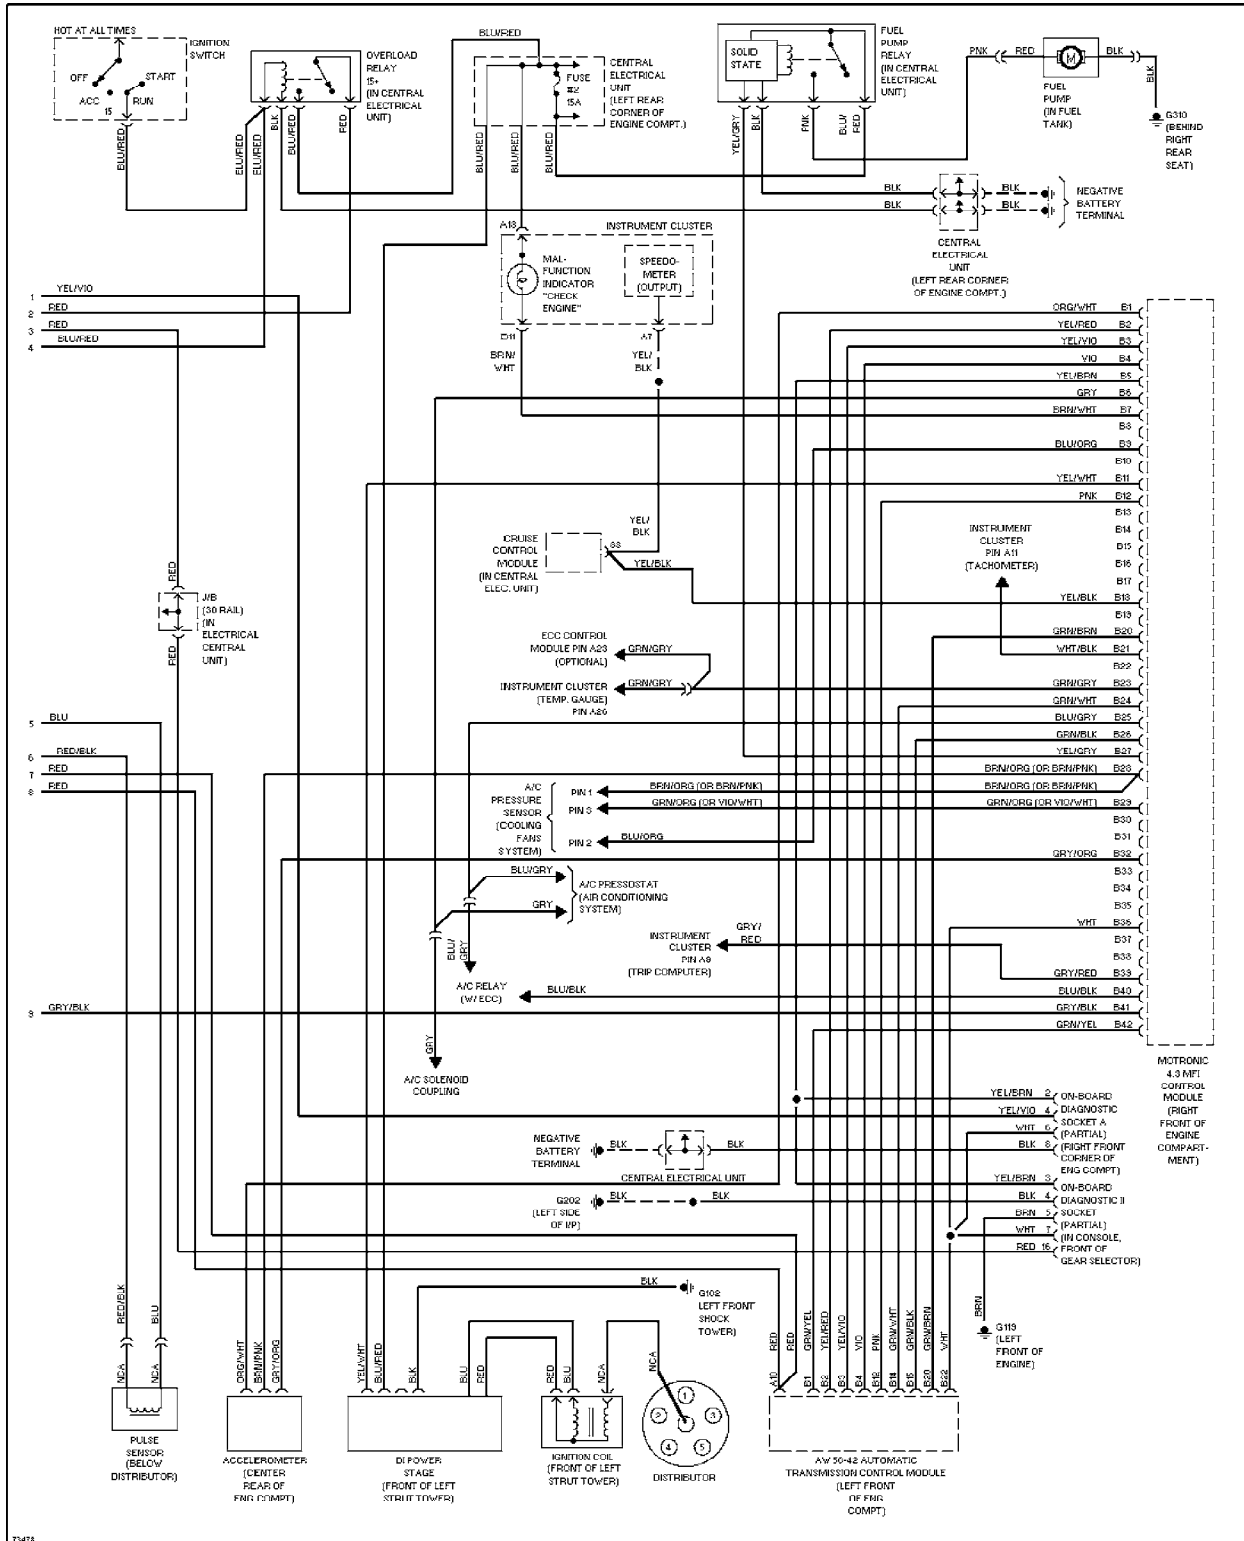 HOT AT ALL TIMES
IGNITION
SWITCH
OFF
START
ACC
15
RUN
BLU/RED
BLU/RED
BLU/RED
BLK
BLU/RED
RED
OVERLOAD
RELAY
15+
(IN CENTRAL
ELECTRICAL
UNIT)
BLU/RED
FUSE
#2
15A
CENTRAL
ELECTRICAL
UNIT
(LEFT REAR
CORNER OF
ENGINE COMPT.)
BLU/RED
BLU/RED
BLU/RED
SOLID
STATE
FUEL
PUMP
RELAY
(IN CENTRAL
ELECTRICAL
UNIT)
YEL/GRY
BLK
PNK
BLU/
RED
PNK
RED
M
BLK
BLK
FUEL
PUMP
(IN FUEL
TANK)
G310
(BEHIND
RIGHT
REAR
SEAT)
BLK
BLK
BLK
BLK
NEGATIVE
BATTERY
TERMINAL
CENTRAL
ELECTRICAL
UNIT
(LEFT REAR CORNER
OF ENGINE COMPT.)
A18
INSTRUMENT CLUSTER
MAL-
FUNCTION
INDICATOR
"CHECK
ENGINE"
SPEEDO-
METER
(OUTPUT)
B11
A7
BRN/
WHT
YEL/
BLK
1 YEL/VIO
2 RED
3 RED
4 BLU/RED
ORG/WHT B1
YEL/RED B2
YEL/VIO B3
VIO B4
YEL/BRN B5
GRY B6
BRN/WHT B7
B8
BLU/ORG B9
B10
YEL/WHT B11
PNK B12
B13
B14
B15
B16
B17
YEL/BLK B18
B19
GRN/BRN B20
WHT/BLK B21
B22
GRN/GRY B23
GRN/WHT B24
BLU/GRY B25
GRN/BLK B26
YEL/GRY B27
BRN/ORG (OR BRN/PNK) B28
BRN/ORG (OR BRN/PNK)
GRN/ORG (OR VIO/WHT) B29
B30
B31
GRY/ORG B32
B33
B34
B35
WHT B36
B37
B38
GRY/RED B39
BLU/BLK B40
GRY/BLK B41
GRN/YEL B42
MOTRONIC
4.3 MFI
CONTROL
MODULE
(RIGHT
FRONT OF
ENGINE
COMPART-
MENT)
YEL/
BLK
CRUISE
CONTROL
MODULE
(IN CENTRAL
ELEC. UNIT)
YEL/BLK
INSTRUMENT
CLUSTER
PIN A11
(TACHOMETER)
RED
J/B
(30 RAIL)
(IN
ELECTRICAL
CENTRAL
UNIT)
RED
ECC CONTROL
MODULE PIN A23
(OPTIONAL)
GRN/GRY
INSTRUMENT CLUSTER
(TEMP. GAUGE)
PIN A26
GRN/GRY
5 BLU
6 RED/BLK
7 RED
8 RED
9 GRY/BLK
A/C
PRESSURE
SENSOR
(COOLING
FANS
SYSTEM)
PIN 1
PIN 3
PIN 2
BRN/ORG (OR BRN/PNK)
GRN/ORG (OR VIO/WHT)
BLU/ORG
BLU/GRY
GRY
A/C PRESSOSTAT
(AIR CONDITIONING
SYSTEM)
BLU/
GRY
A/C RELAY
(W/ ECC)
BLU/BLK
INSTRUMENT
CLUSTER
PIN A9
(TRIP COMPUTER)
GRY/
RED
GRY
A/C SOLENOID
COUPLING
YEL/BRN 2
YEL/VIO 4
WHT 6
BLK 8
ON-BOARD
DIAGNOSTIC
SOCKET A
(PARTIAL)
(RIGHT FRONT
CORNER OF
ENG COMPT)
NEGATIVE
BATTERY
TERMINAL
BLK
BLK
CENTRAL ELECTRICAL UNIT
G202
(LEFT SIDE
OF I/P)
BLK
BLK
YEL/BRN 3
BLK 4
BRN 5
WHT 7
RED 16
ON-BOARD
DIAGNOSTIC II
SOCKET
(PARTIAL)
(IN CONSOLE,
FRONT OF
GEAR SELECTOR)
BLK
G102
LEFT FRONT
SHOCK
TOWER)
BRN
G119
(LEFT
FRONT OF
ENGINE)
RED/BLK
BLU
NCA
NCA
PULSE
SENSOR
(BELOW
DISTRIBUTOR)
ORG/WHT
BRN/PNK
GRY/ORG
ACCELEROMETER
(CENTER
REAR OF
ENG COMPT)
YEL/WHT
BLU/RED
BLK
BLU
RED
DI POWER
STAGE
(FRONT OF LEFT
STRUT TOWER)
RED
BLU
NCA
IGNITION COIL
(FRONT OF LEFT
STRUT TOWER)
NCA
1
2
3
4
5
DISTRIBUTOR
A10 RED
RED
B1 GRN/YEL
B2 YEL/RED
B3 YEL/VIO
B4 VIO
B12 PNK
B14 GRN/WHT
B15 GRN/BLK
B20 GRN/BRN
B22 WHT
AW 50-42 AUTOMATIC
TRANSMISSION CONTROL MODULE
(LEFT FRONT
OF ENG
COMPT)
73478